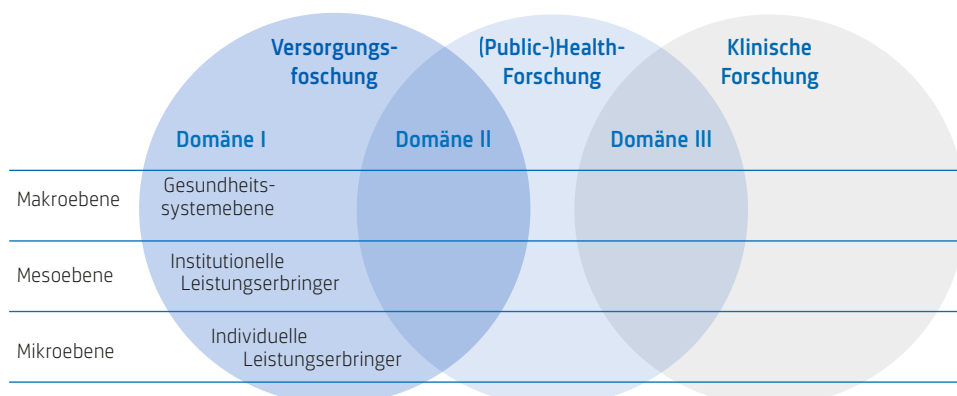 Versorgungs-
foschung
(Public-)Health-
Forschung
Klinische
Forschung
Domäne I
Domäne II
Domäne III
Makroebene
Gesundheits-
systemebene
Mesoebene
Institutionelle
Leistungserbringer
Mikroebene
Individuelle
Leistungserbringer